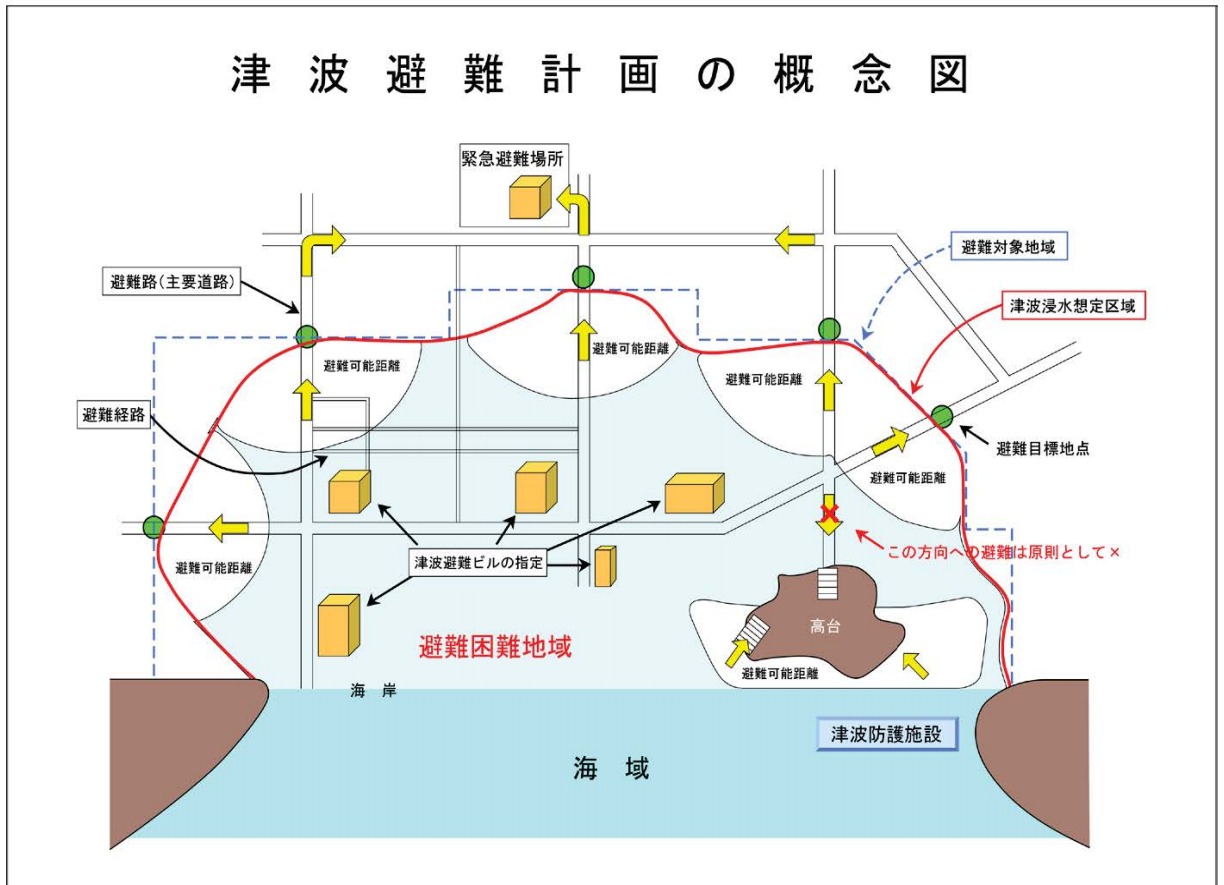 津波避難計画の概念図
緊急避難場所
避難対象地域
避難路(主要道路)
津波浸水想定区域
避難可能距離
避難可能距離
避難可能距離
避難経路
避難目標地点
避難可能距離
津波避難ビルの指定
この方向への避難は原則として×
避難可能距離
高台
避難困難地域
避難可能距離
海岸
津波防護施設
海域